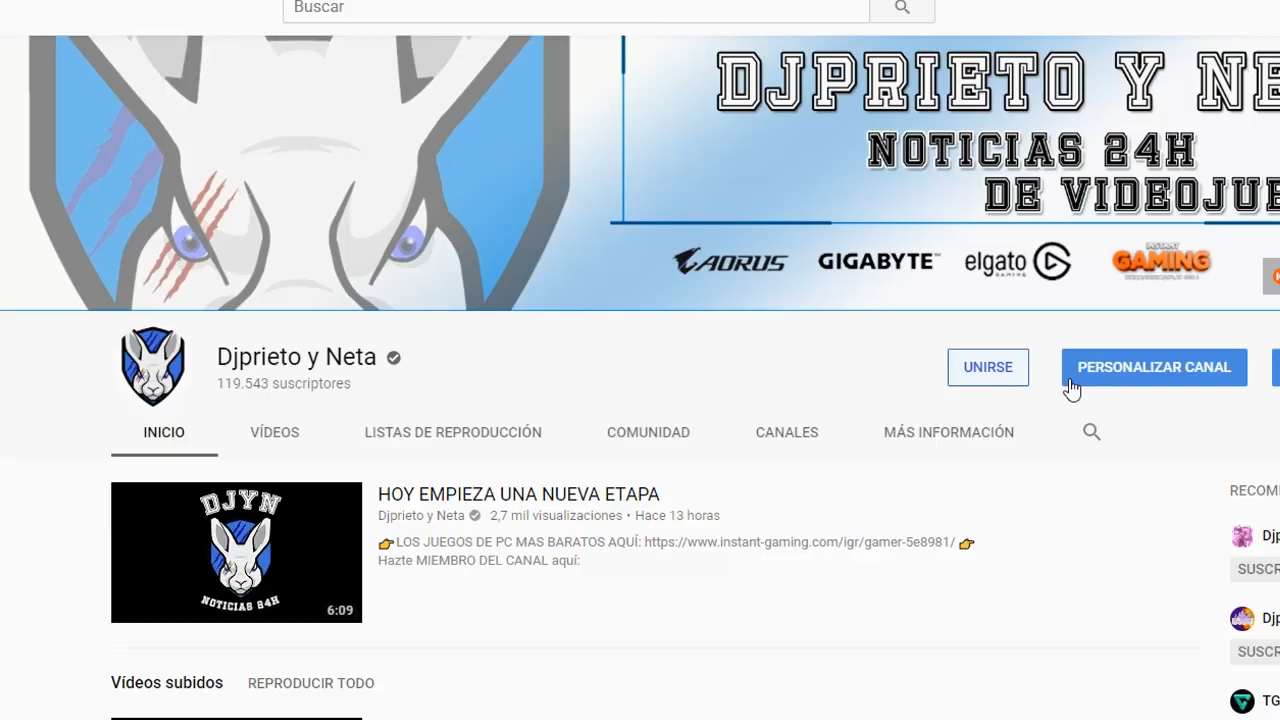 Buscar
DJPRIETO Y NE
NOTICIAS 24H
DE VIDEOJUE
AORUS GIGABYTE™ elgato GAMING INSTANT GAMING
Djprieto y Neta
119.543 suscriptores
UNIRSE PERSONALIZAR CANAL
INICIO VÍDEOS LISTAS DE REPRODUCCIÓN COMUNIDAD CANALES MÁS INFORMACIÓN
RECOM
HOY EMPIEZA UNA NUEVA ETAPA
Djprieto y Neta 2,7 mil visualizaciones • Hace 13 horas
👉LOS JUEGOS DE PC MAS BARATOS AQUÍ: https://www.instant-gaming.com/igr/gamer-5e8981/ 👉
Hazte MIEMBRO DEL CANAL aquí:
DJYN
NOTICIAS 24H
6:09
Djp
SUSCR
Djp
SUSCR
Vídeos subidos REPRODUCIR TODO
TG